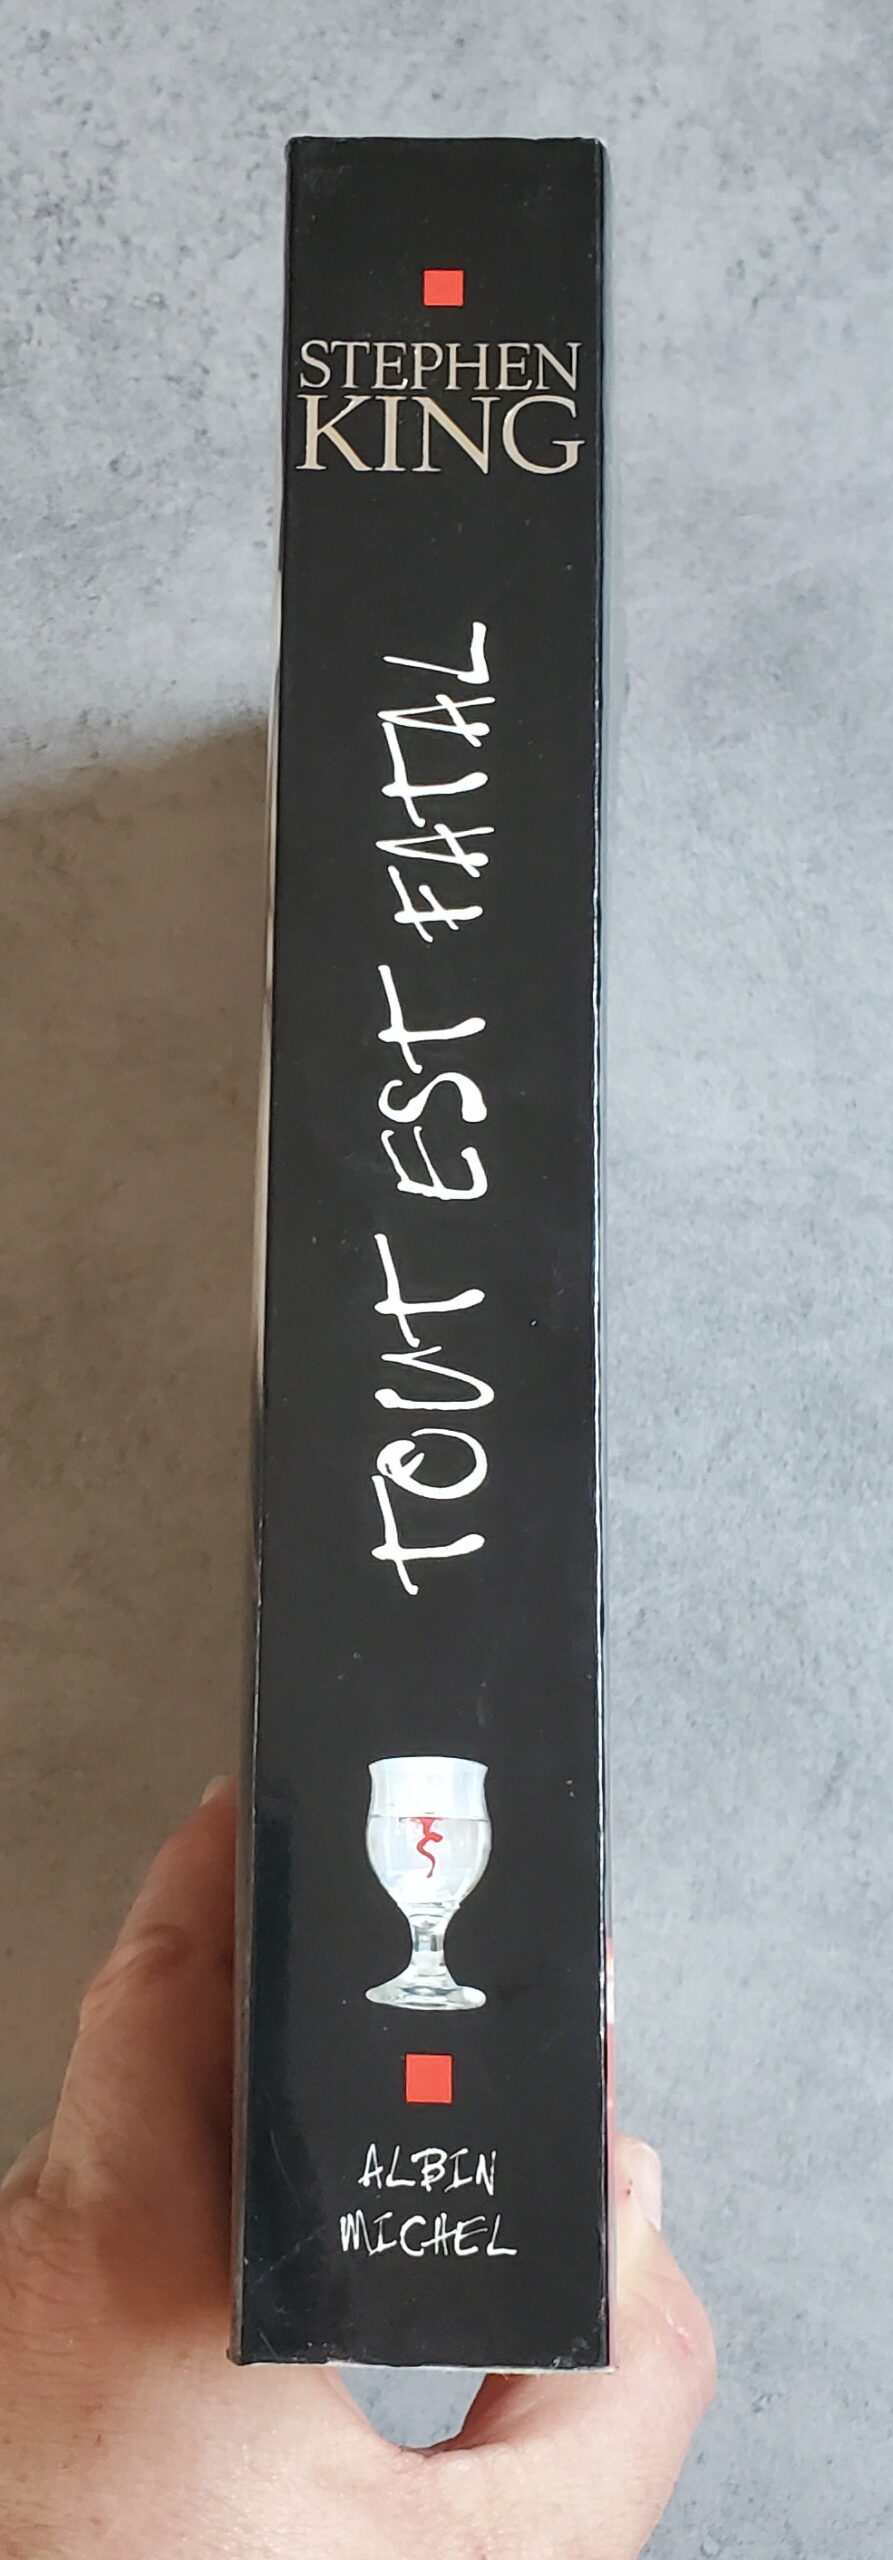 STEPHEN
KING
TOUT EST FATAL
ALBIN
MICHEL